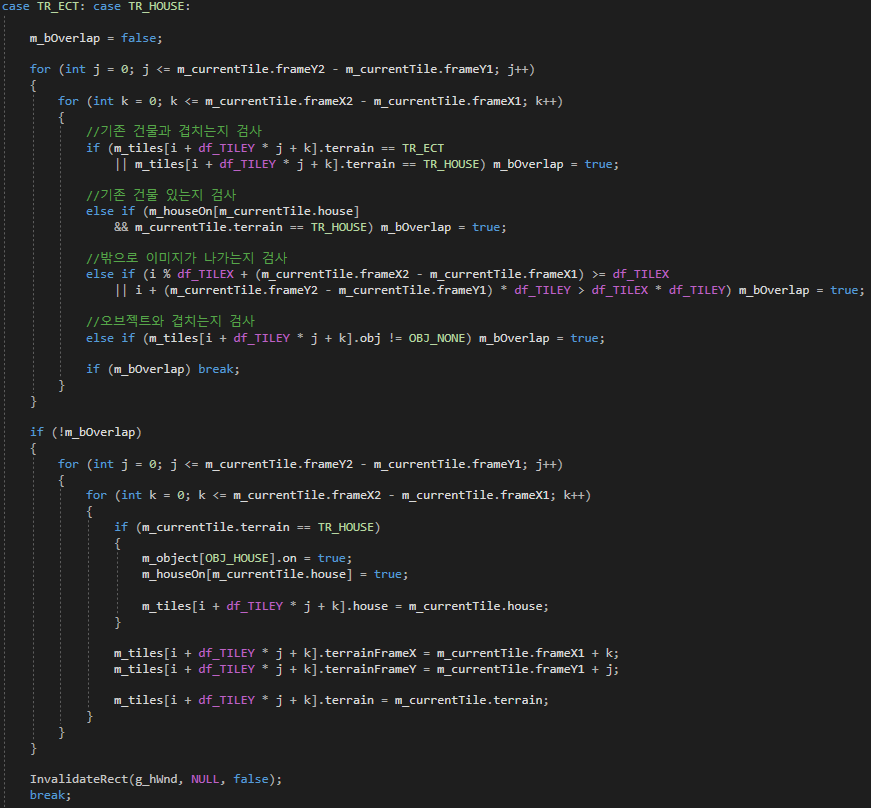 case TR_ECT: case TR_HOUSE:
m_bOverlap = false;
for (int j = 0; j <= m_currentTile.frameY2 - m_currentTile.frameY1; j++)
{
for (int k = 0; k <= m_currentTile.frameX2 - m_currentTile.frameX1; k++)
{
//기존 건물과 겹치는지 검사
if (m_tiles[i + df_TILEY * j + k].terrain == TR_ECT
|| m_tiles[i + df_TILEY * j + k].terrain == TR_HOUSE) m_bOverlap = true;
//기존 건물 있는지 검사
else if (m_houseOn[m_currentTile.house]
&& m_currentTile.terrain == TR_HOUSE) m_bOverlap = true;
//밖으로 이미지가 나가는지 검사
else if (i % df_TILEX + (m_currentTile.frameX2 - m_currentTile.frameX1) >= df_TILEX
|| i + (m_currentTile.frameY2 - m_currentTile.frameY1) * df_TILEY > df_TILEX * df_TILEY) m_bOverlap = true;
//오브젝트와 겹치는지 검사
else if (m_tiles[i + df_TILEY * j + k].obj != OBJ_NONE) m_bOverlap = true;
if (m_bOverlap) break;
}
}
if (!m_bOverlap)
{
for (int j = 0; j <= m_currentTile.frameY2 - m_currentTile.frameY1; j++)
{
for (int k = 0; k <= m_currentTile.frameX2 - m_currentTile.frameX1; k++)
{
if (m_currentTile.terrain == TR_HOUSE)
{
m_object[OBJ_HOUSE].on = true;
m_houseOn[m_currentTile.house] = true;
m_tiles[i + df_TILEY * j + k].house = m_currentTile.house;
}
m_tiles[i + df_TILEY * j + k].terrainFrameX = m_currentTile.frameX1 + k;
m_tiles[i + df_TILEY * j + k].terrainFrameY = m_currentTile.frameY1 + j;
m_tiles[i + df_TILEY * j + k].terrain = m_currentTile.terrain;
}
}
}
InvalidateRect(g_hWnd, NULL, false);
break;